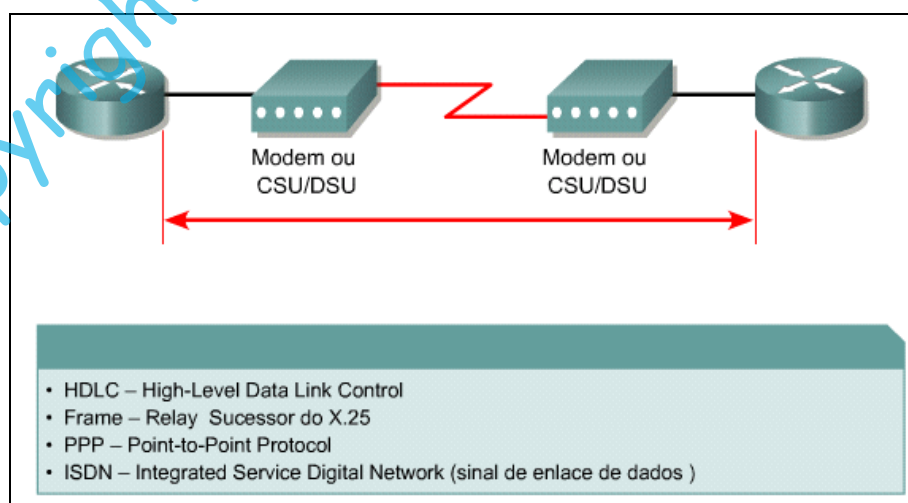 Modem ou
CSU/DSU
Modem ou
CSU/DSU
• HDLC – High-Level Data Link Control
• Frame – Relay Sucessor do X.25
• PPP – Point-to-Point Protocol
• ISDN – Integrated Service Digital Network (sinal de enlace de dados )